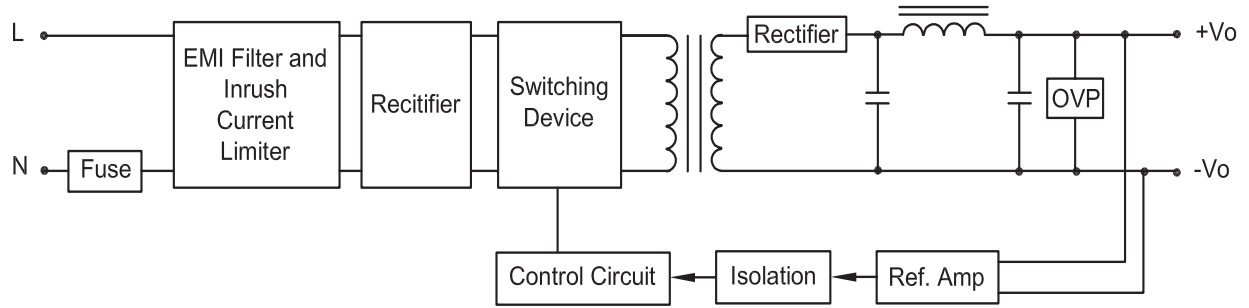 L
N
Fuse
EMI Filter and
Inrush
Current
Limiter
Recitifier
Switching
Device
Rectifier
OVP
+Vo
-Vo
Control Circuit
Isolation
Ref. Amp